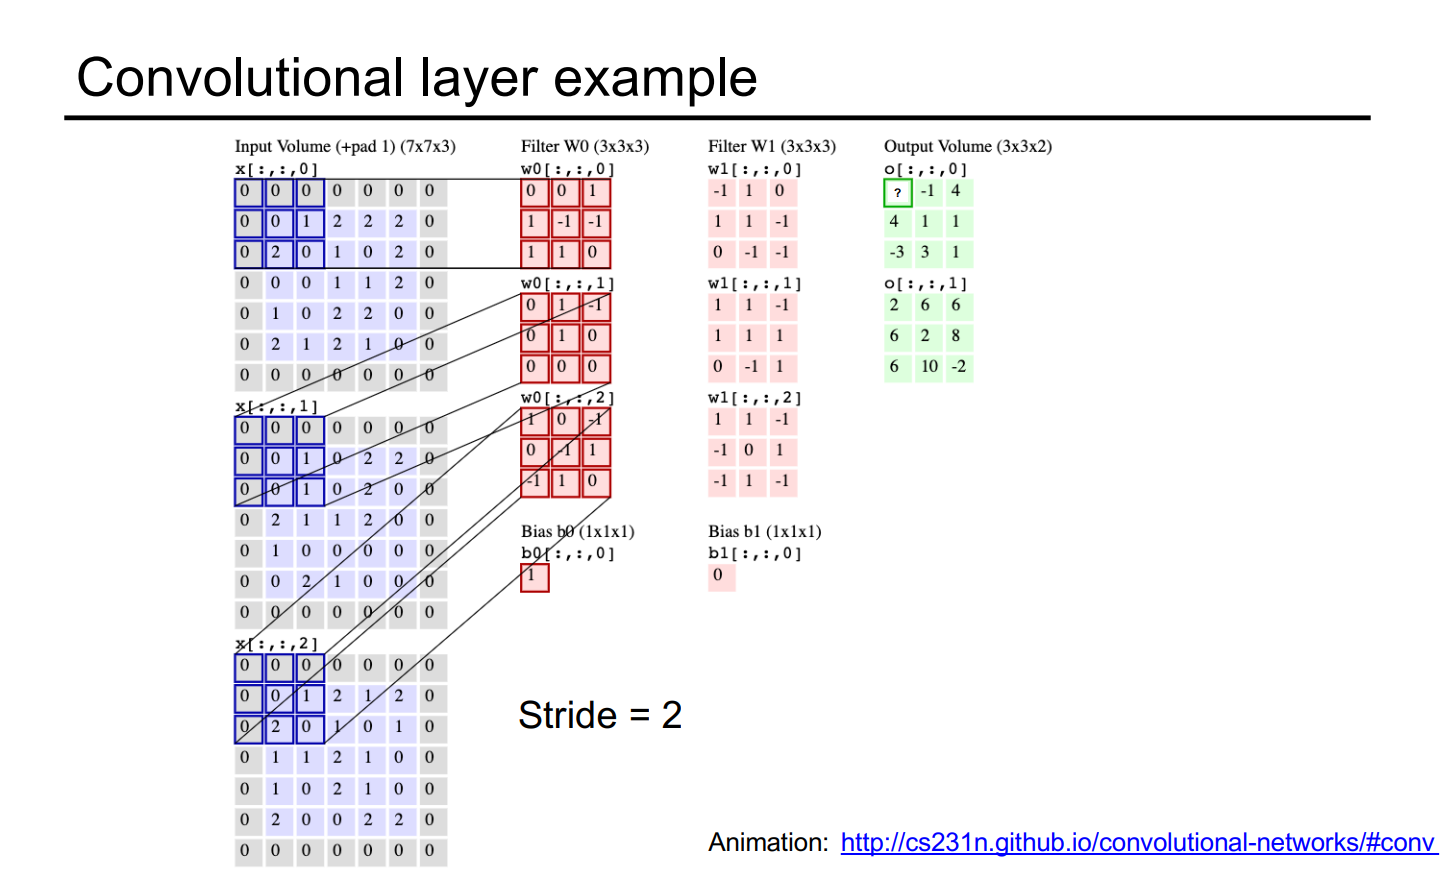 Convolutional layer example
Input Volume (+pad 1) (7x7x3)
x[:,:,0]
0 0 0 0 0 0 0
0 0 1 2 2 2 0
0 2 0 1 0 2 0
0 0 0 1 1 2 0
0 1 0 2 2 0 0
0 2 1 2 1 0 0
0 0 0 0 0 0 0
x[:,:,1]
0 0 0 0 0 0 0
0 0 1 0 2 2 0
0 0 1 0 2 0 0
0 2 1 1 2 0 0
0 1 0 0 0 0 0
0 0 2 1 0 0 0
0 0 0 0 0 0 0
x[:,:,2]
0 0 0 0 0 0 0
0 0 1 2 1 2 0
0 2 0 1 0 1 0
0 1 1 2 1 0 0
0 1 0 2 1 0 0
0 2 0 0 2 2 0
0 0 0 0 0 0 0
Filter W0 (3x3x3)
w0[:,:,0]
0 0 1
1 -1 -1
1 1 0
w0[:,:,1]
0 1 -1
0 1 0
0 0 0
w0[:,:,2]
1 0 -1
0 -1 1
-1 1 0
Bias b0 (1x1x1)
b0[:,:,0]
1
Filter W1 (3x3x3)
w1[:,:,0]
-1 1 0
1 1 -1
0 -1 -1
w1[:,:,1]
1 1 -1
1 1 1
0 -1 1
w1[:,:,2]
1 1 -1
-1 0 1
-1 1 -1
Bias b1 (1x1x1)
b1[:,:,0]
0
Output Volume (3x3x2)
o[:,:,0]
? -1 4
4 1 1
-3 3 1
o[:,:,1]
2 6 6
6 2 8
6 10 -2
Stride = 2
Animation: http://cs231n.github.io/convolutional-networks/#conv